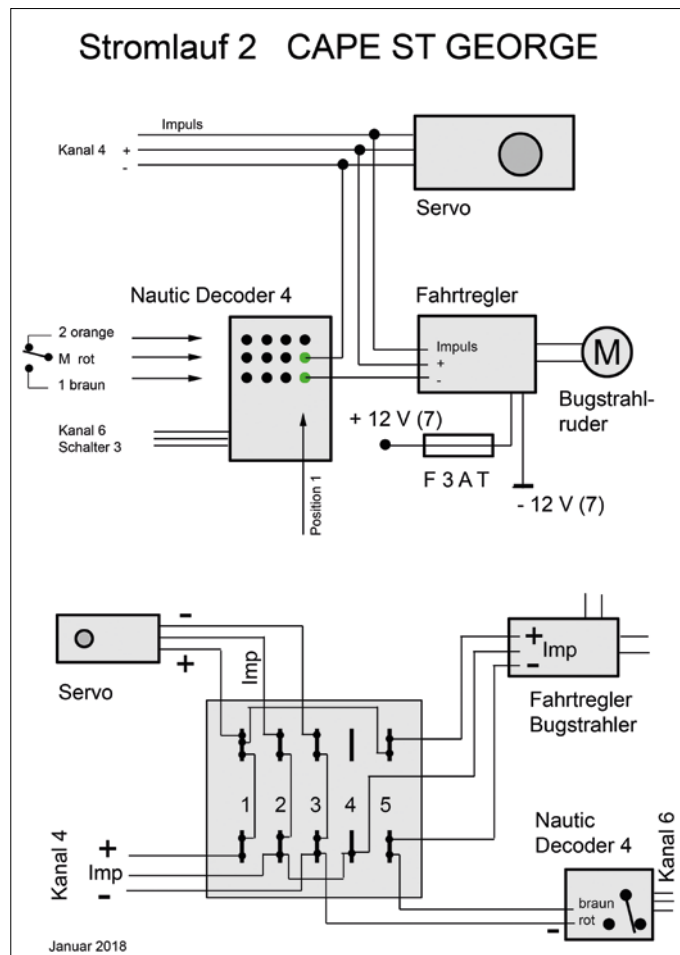 Stromlauf 2 CAPE ST GEORGE
Impuls
Kanal 4 +
-
Servo
Nautic Decoder 4
Fahrtregler
2 orange
M rot
1 braun
Impuls
+
-
M
Bugstrahl-
ruder
Kanal 6
Schalter 3
+ 12 V (7)
F 3 A T
- 12 V (7)
Position 1
-
+
Imp
Servo
+
Imp
-
Fahrtregler
Bugstrahler
1 2 3 4 5
Kanal 4
+
Imp
-
Nautic
Decoder 4
Kanal 6
braun
rot
-
Januar 2018